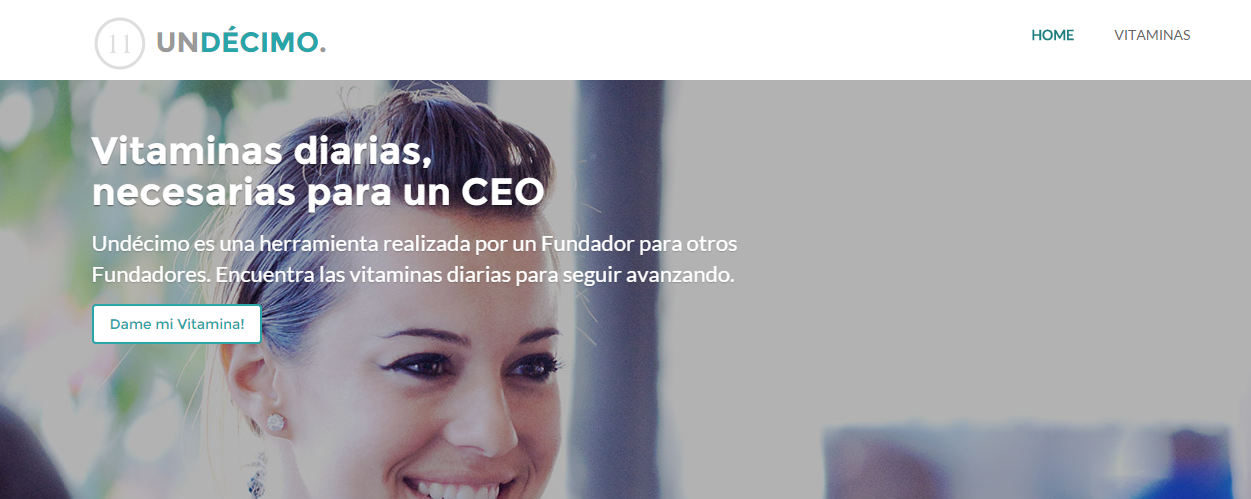 11 UNDÉCIMO.
HOME VITAMINAS
Vitaminas diarias,
necesarias para un CEO
Undécimo es una herramienta realizada por un Fundador para otros
Fundadores. Encuentra las vitaminas diarias para seguir avanzando.
Dame mi Vitamina!